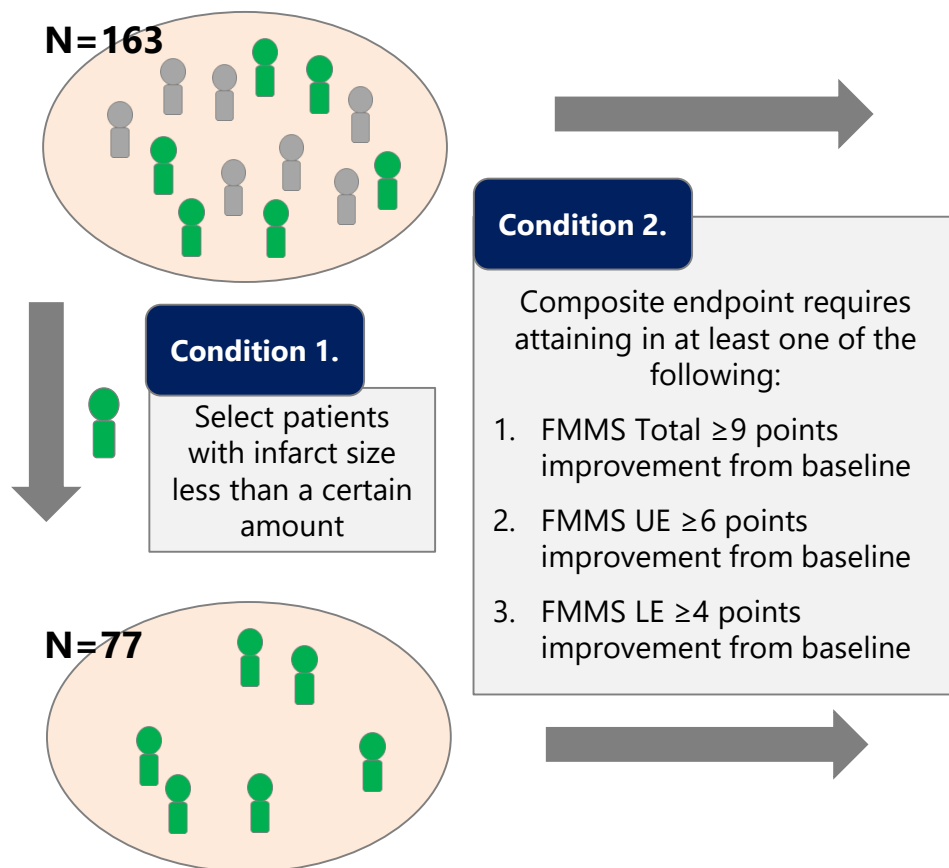 N=163
Condition 1.
Select patients
with infarct size
less than a certain
amount
N=77
Condition 2.
Composite endpoint requires
attaining in at least one of the
following:
1. FMMS Total ≥9 points
improvement from baseline
2. FMMS UE ≥6 points
improvement from baseline
3. FMMS LE ≥4 points
improvement from baseline